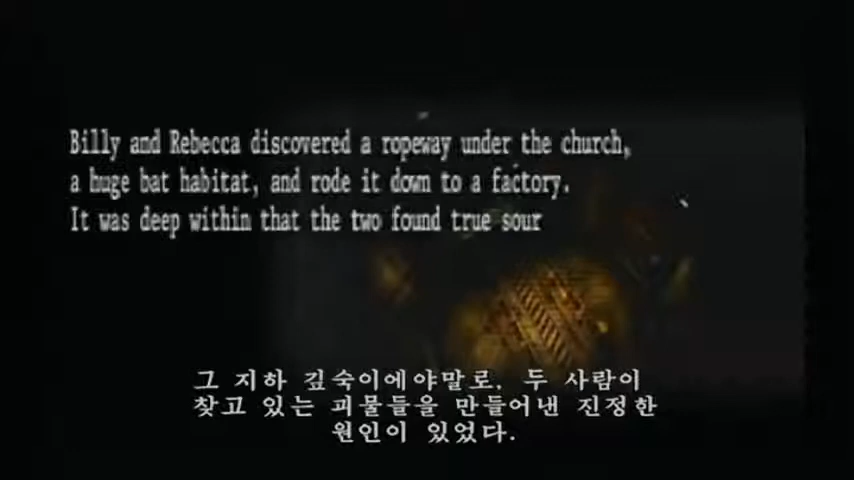 Billy and Rebecca discovered a ropeway under the church,
a huge bat habitat, and rode it down to a factory.
It was deep within that the two found true sour
그 지하 깊숙이에야말로, 두 사람이
찾고 있는 괴물들을 만들어낸 진정한
원인이 있었다.